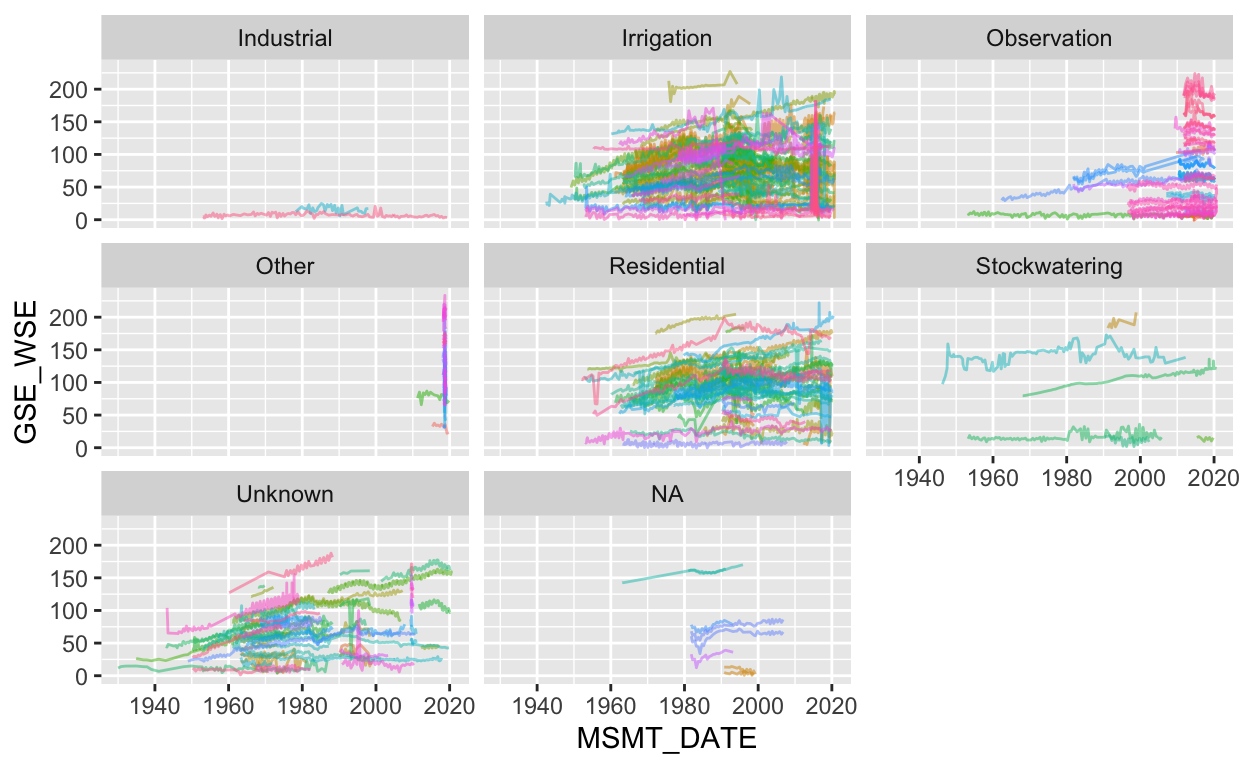 Industrial
Irrigation
Observation
200
150
100
50
0
Other
Residential
Stockwatering
200
150
100
50
0
1940 1960 1980 2000 2020
Unknown
NA
200
150
100
50
0
1940 1960 1980 2000 2020
1940 1960 1980 2000 2020
GSE_WSE
MSMT_DATE